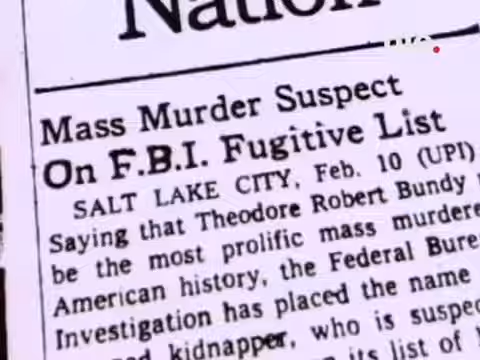 Nation
Mass Murder Suspect
On F.B.I. Fugitive List
SALT LAKE CITY, Feb. 10 (UPI)
Saying that Theodore Robert Bundy
be the most prolific mass murdere
American history, the Federal Bure
Investigation has placed the name
ed kidnapper, who is suspec
its list of